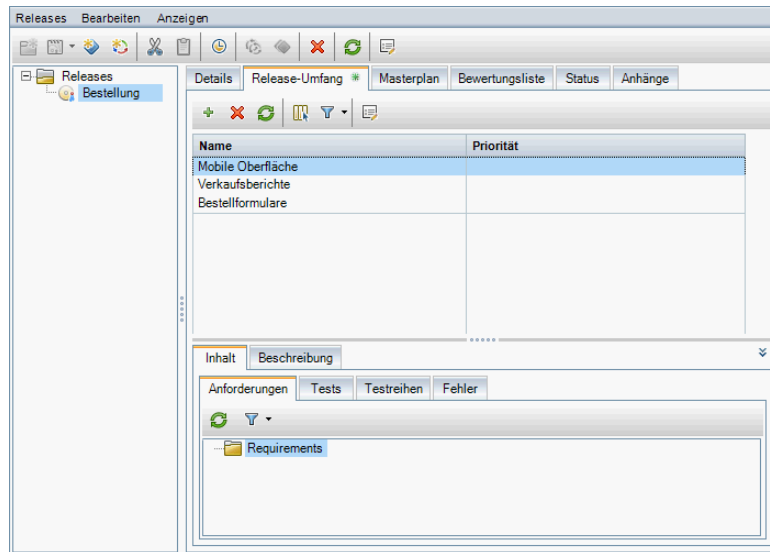 Releases Bearbeiten Anzeigen
Releases
Bestellung
Details Release-Umfang * Masterplan Bewertungsliste Status Anhänge
Name Priorität
Mobile Oberfläche
Verkaufsberichte
Bestellformulare
Inhalt Beschreibung
Anforderungen Tests Testreihen Fehler
Requirements